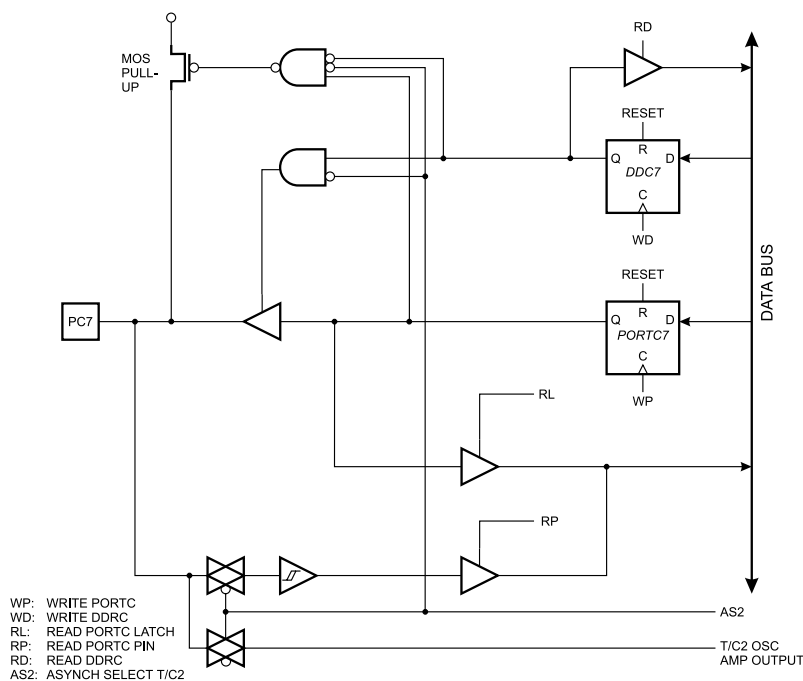 RD
MOS
PULL-
UP
RESET
R
Q
D
DDC7
C
WD
RESET
R
Q
D
PC7
PORTC7
C
WP
DATA BUS
RL
RP
WP: WRITE PORTC
WD: WRITE DDRC
RL: READ PORTC LATCH
RP: READ PORTC PIN
RD: READ DDRC
AS2: ASYNCH SELECT T/C2
AS2
T/C2 OSC
AMP OUTPUT